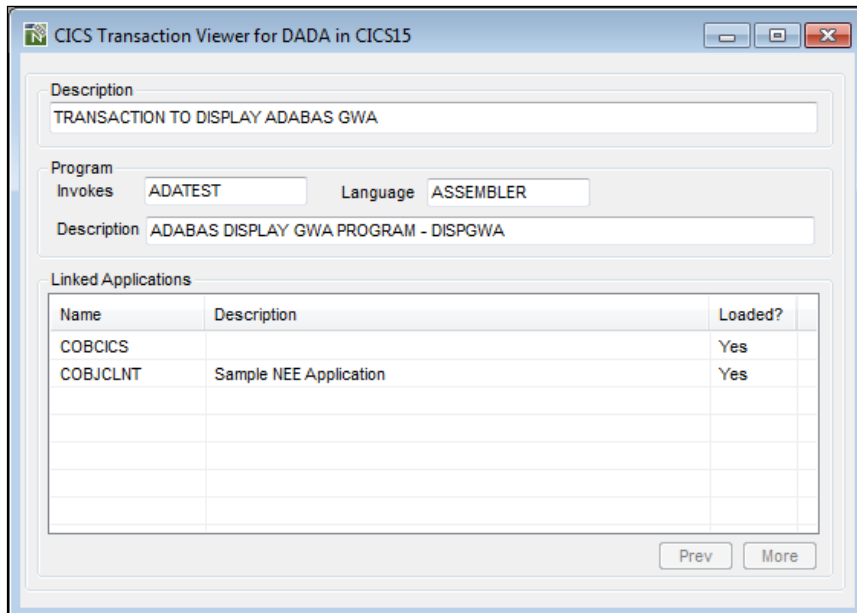 CICS Transaction Viewer for DADA in CICS15
Description
TRANSACTION TO DISPLAY ADABAS GWA
Program
Invokes ADATEST Language ASSEMBLER
Description ADABAS DISPLAY GWA PROGRAM - DISPGWA
Linked Applications
Name Description Loaded?
COBCICS Yes
COBJCLNT Sample NEE Application Yes
Prev More